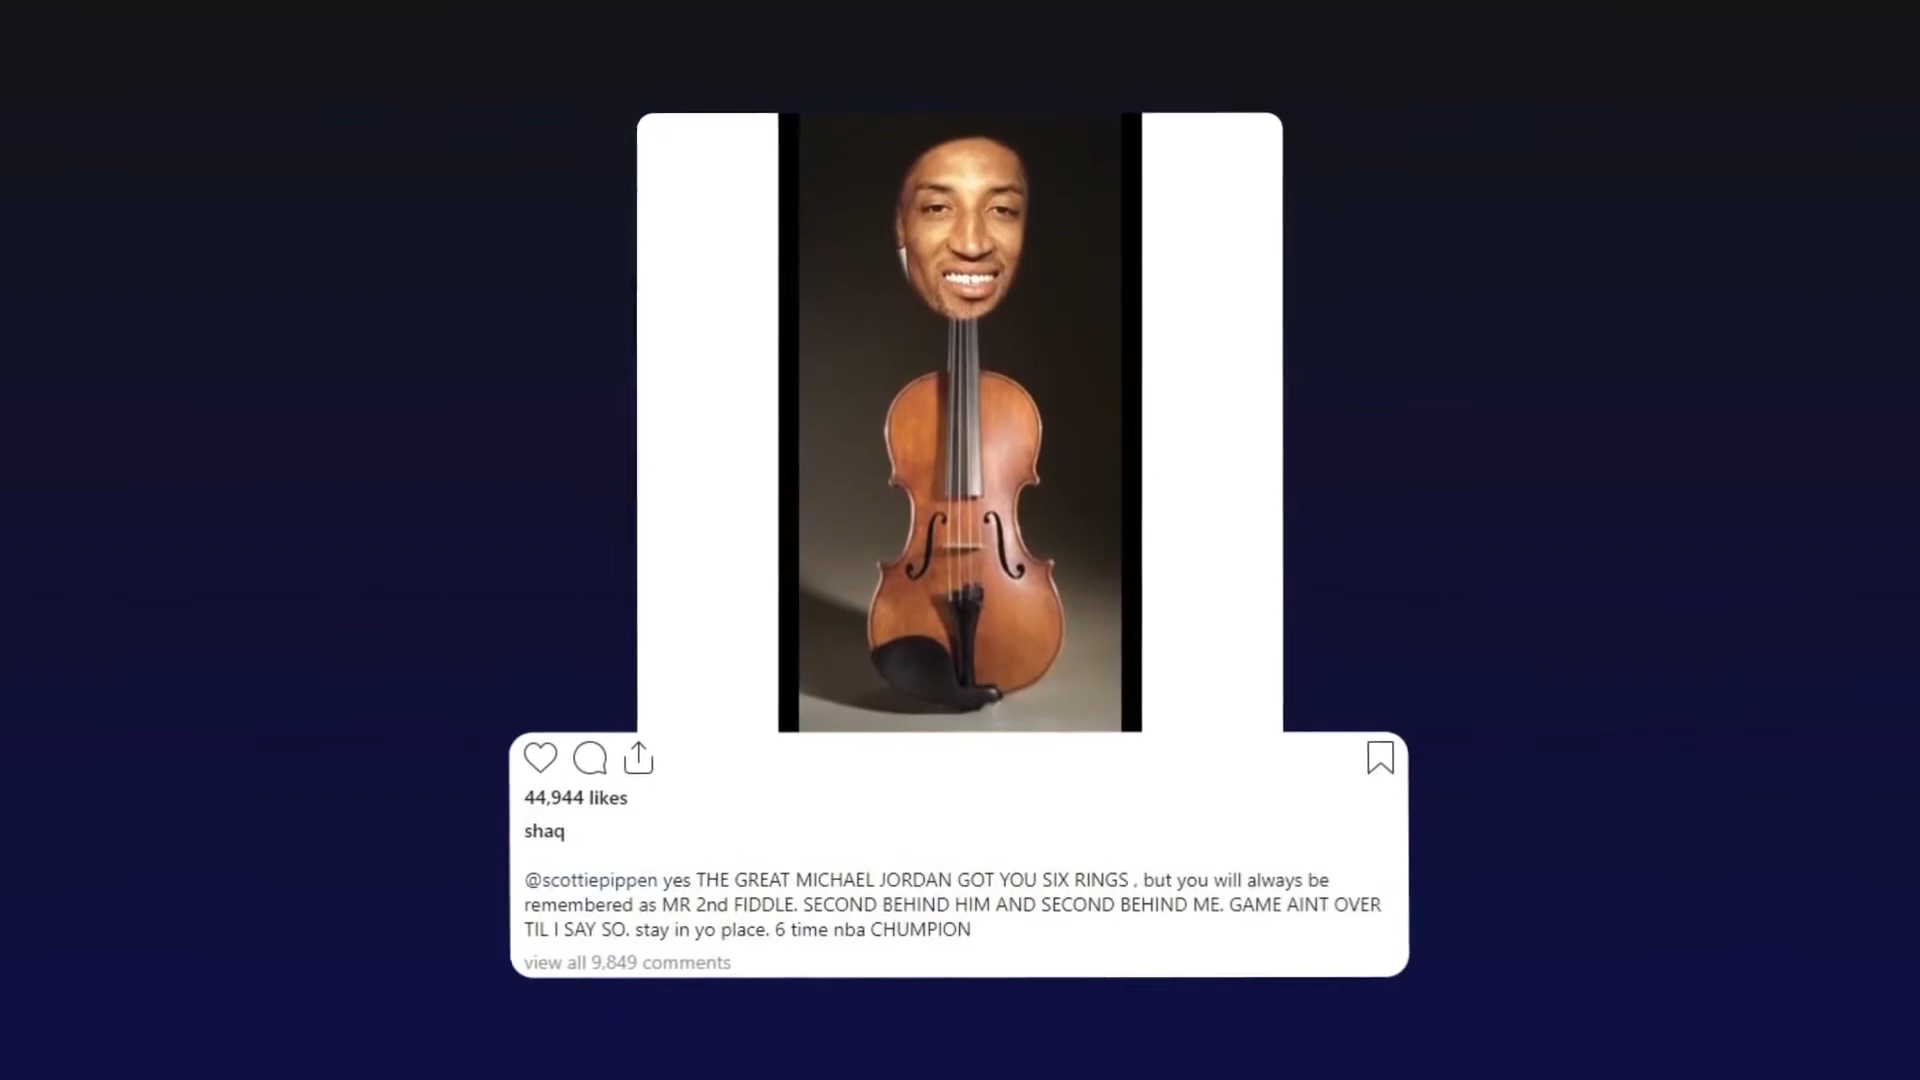 44,944 likes
shaq
@scottiepippen yes THE GREAT MICHAEL JORDAN GOT YOU SIX RINGS , but you will always be
remembered as MR 2nd FIDDLE. SECOND BEHIND HIM AND SECOND BEHIND ME. GAME AINT OVER
TIL I SAY SO. stay in yo place. 6 time nba CHUMPION
view all 9,849 comments